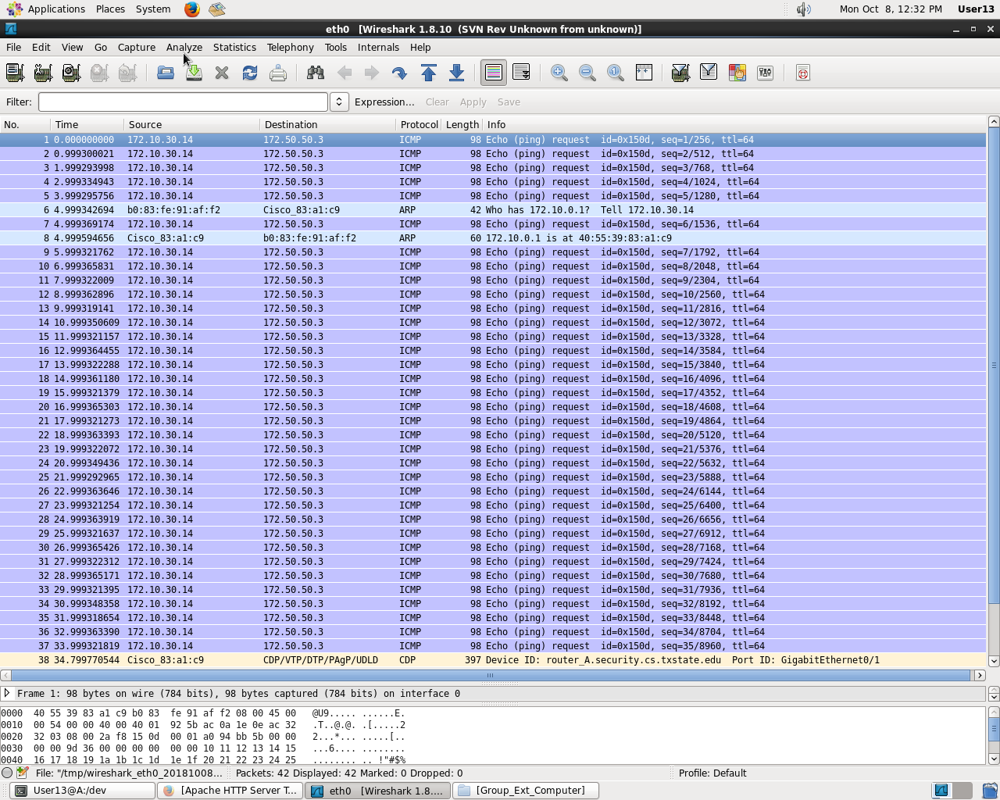 Applications Places System Mon Oct 8, 12:32 PM User13
eth0 [Wireshark 1.8.10 (SVN Rev Unknown from unknown)]
File Edit View Go Capture Analyze Statistics Telephony Tools Internals Help
Filter: Expression... Clear Apply Save
No. Time Source Destination Protocol Length Info
1 0.000000000 172.10.30.14 172.50.50.3 ICMP 98 Echo (ping) request id=0x150d, seq=1/256, ttl=64
2 0.999300021 172.10.30.14 172.50.50.3 ICMP 98 Echo (ping) request id=0x150d, seq=2/512, ttl=64
3 1.999293998 172.10.30.14 172.50.50.3 ICMP 98 Echo (ping) request id=0x150d, seq=3/768, ttl=64
4 2.999334943 172.10.30.14 172.50.50.3 ICMP 98 Echo (ping) request id=0x150d, seq=4/1024, ttl=64
5 3.999295756 172.10.30.14 172.50.50.3 ICMP 98 Echo (ping) request id=0x150d, seq=5/1280, ttl=64
6 4.999342694 b0:83:fe:91:af:f2 Cisco_83:a1:c9 ARP 42 Who has 172.10.0.1? Tell 172.10.30.14
7 4.999369174 172.10.30.14 172.50.50.3 ICMP 98 Echo (ping) request id=0x150d, seq=6/1536, ttl=64
8 4.999594656 Cisco_83:a1:c9 b0:83:fe:91:af:f2 ARP 60 172.10.0.1 is at 40:55:39:83:a1:c9
9 5.999321762 172.10.30.14 172.50.50.3 ICMP 98 Echo (ping) request id=0x150d, seq=7/1792, ttl=64
10 6.999365831 172.10.30.14 172.50.50.3 ICMP 98 Echo (ping) request id=0x150d, seq=8/2048, ttl=64
11 7.999322009 172.10.30.14 172.50.50.3 ICMP 98 Echo (ping) request id=0x150d, seq=9/2304, ttl=64
12 8.999362896 172.10.30.14 172.50.50.3 ICMP 98 Echo (ping) request id=0x150d, seq=10/2560, ttl=64
13 9.999319141 172.10.30.14 172.50.50.3 ICMP 98 Echo (ping) request id=0x150d, seq=11/2816, ttl=64
14 10.999350609 172.10.30.14 172.50.50.3 ICMP 98 Echo (ping) request id=0x150d, seq=12/3072, ttl=64
15 11.999321157 172.10.30.14 172.50.50.3 ICMP 98 Echo (ping) request id=0x150d, seq=13/3328, ttl=64
16 12.999364455 172.10.30.14 172.50.50.3 ICMP 98 Echo (ping) request id=0x150d, seq=14/3584, ttl=64
17 13.999322288 172.10.30.14 172.50.50.3 ICMP 98 Echo (ping) request id=0x150d, seq=15/3840, ttl=64
18 14.999361180 172.10.30.14 172.50.50.3 ICMP 98 Echo (ping) request id=0x150d, seq=16/4096, ttl=64
19 15.999321379 172.10.30.14 172.50.50.3 ICMP 98 Echo (ping) request id=0x150d, seq=17/4352, ttl=64
20 16.999365303 172.10.30.14 172.50.50.3 ICMP 98 Echo (ping) request id=0x150d, seq=18/4608, ttl=64
21 17.999321273 172.10.30.14 172.50.50.3 ICMP 98 Echo (ping) request id=0x150d, seq=19/4864, ttl=64
22 18.999363393 172.10.30.14 172.50.50.3 ICMP 98 Echo (ping) request id=0x150d, seq=20/5120, ttl=64
23 19.999322072 172.10.30.14 172.50.50.3 ICMP 98 Echo (ping) request id=0x150d, seq=21/5376, ttl=64
24 20.999349436 172.10.30.14 172.50.50.3 ICMP 98 Echo (ping) request id=0x150d, seq=22/5632, ttl=64
25 21.999292965 172.10.30.14 172.50.50.3 ICMP 98 Echo (ping) request id=0x150d, seq=23/5888, ttl=64
26 22.999363646 172.10.30.14 172.50.50.3 ICMP 98 Echo (ping) request id=0x150d, seq=24/6144, ttl=64
27 23.999321254 172.10.30.14 172.50.50.3 ICMP 98 Echo (ping) request id=0x150d, seq=25/6400, ttl=64
28 24.999363919 172.10.30.14 172.50.50.3 ICMP 98 Echo (ping) request id=0x150d, seq=26/6656, ttl=64
29 25.999321637 172.10.30.14 172.50.50.3 ICMP 98 Echo (ping) request id=0x150d, seq=27/6912, ttl=64
30 26.999365426 172.10.30.14 172.50.50.3 ICMP 98 Echo (ping) request id=0x150d, seq=28/7168, ttl=64
31 27.999322312 172.10.30.14 172.50.50.3 ICMP 98 Echo (ping) request id=0x150d, seq=29/7424, ttl=64
32 28.999365171 172.10.30.14 172.50.50.3 ICMP 98 Echo (ping) request id=0x150d, seq=30/7680, ttl=64
33 29.999321395 172.10.30.14 172.50.50.3 ICMP 98 Echo (ping) request id=0x150d, seq=31/7936, ttl=64
34 30.999348358 172.10.30.14 172.50.50.3 ICMP 98 Echo (ping) request id=0x150d, seq=32/8192, ttl=64
35 31.999318654 172.10.30.14 172.50.50.3 ICMP 98 Echo (ping) request id=0x150d, seq=33/8448, ttl=64
36 32.999363390 172.10.30.14 172.50.50.3 ICMP 98 Echo (ping) request id=0x150d, seq=34/8704, ttl=64
37 33.999321819 172.10.30.14 172.50.50.3 ICMP 98 Echo (ping) request id=0x150d, seq=35/8960, ttl=64
38 34.799770544 Cisco_83:a1:c9 CDP/VTP/DTP/PAgP/UDLD CDP 397 Device ID: router_A.security.cs.txstate.edu Port ID: GigabitEthernet0/1
Frame 1: 98 bytes on wire (784 bits), 98 bytes captured (784 bits) on interface 0
0000 40 55 39 83 a1 c9 b0 83 fe 91 af f2 08 00 45 00 @U9..... ......E.
0010 00 54 00 00 40 00 40 01 92 5b ac 0a 1e 0e ac 32 .T..@.@. .[.....2
0020 32 03 08 00 2a f8 15 0d 00 01 a0 94 bb 5b 00 00 2...*... .....[..
0030 00 00 9d 36 00 00 00 00 00 00 10 11 12 13 14 15 ...6.... ........
0040 16 17 18 19 1a 1b 1c 1d 1e 1f 20 21 22 23 24 25 ........ .. !"#$%
File: "/tmp/wireshark_eth0_20181008... Packets: 42 Displayed: 42 Marked: 0 Dropped: 0 Profile: Default
User13@A:/dev [Apache HTTP Server T... eth0 [Wireshark 1.8.... [Group_Ext_Computer]